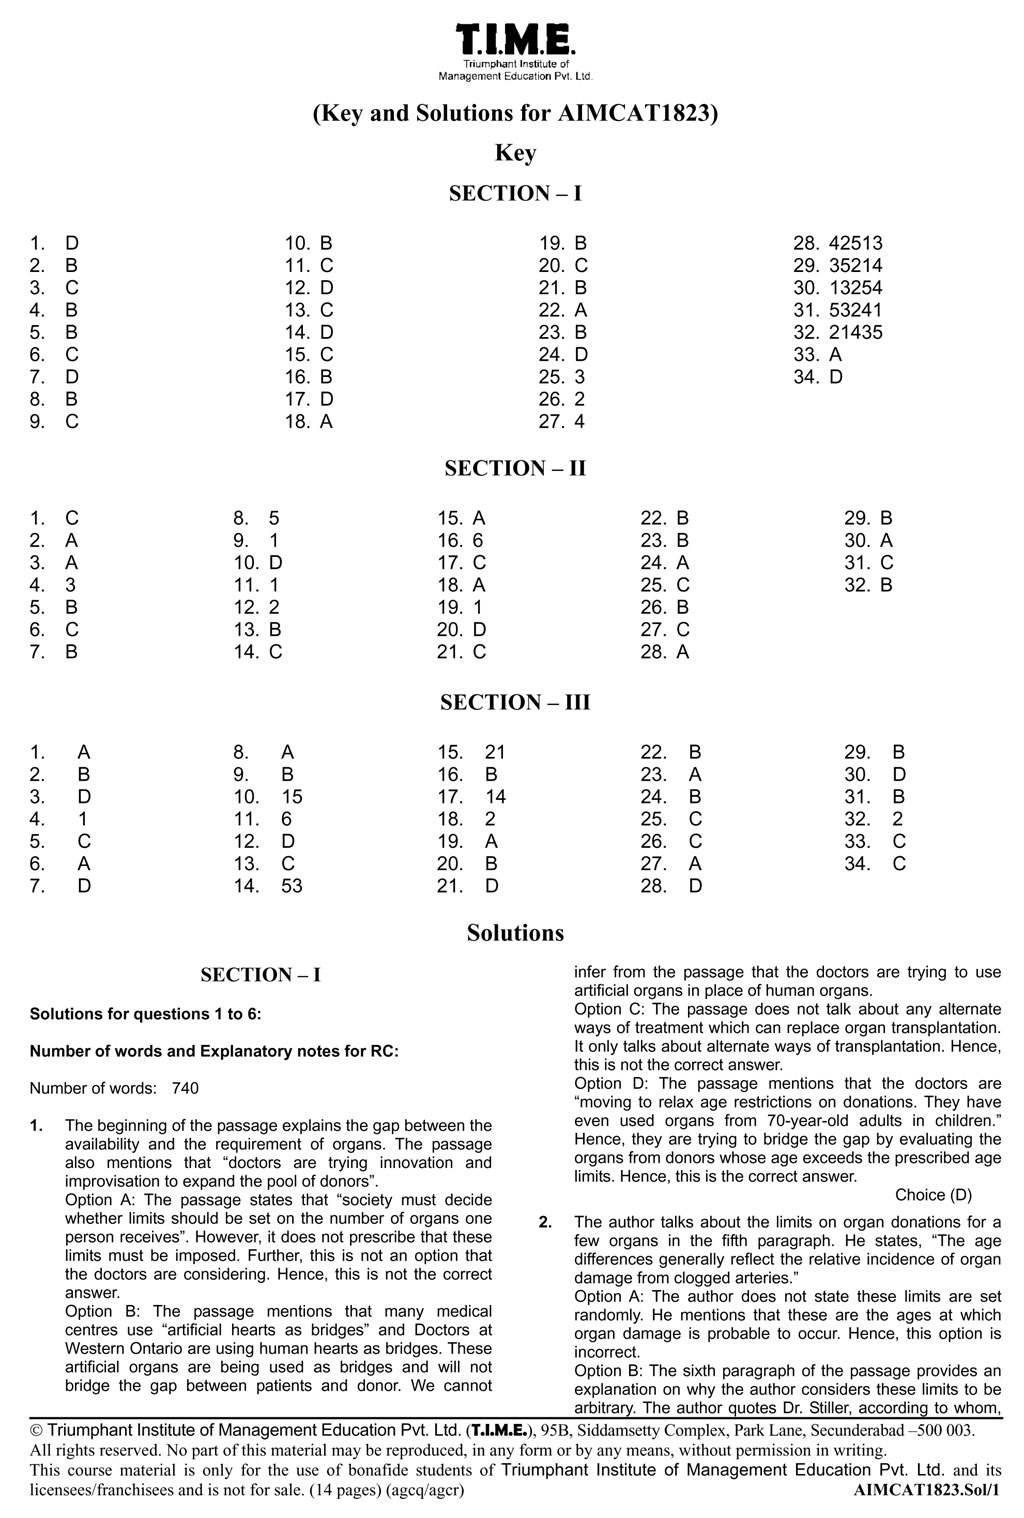 T.I.M.E.
Triumphant Institute of
Management Education Pvt. Ltd.
(Key and Solutions for AIMCAT1823)
Key
SECTION – I
1. D
2. B
3. C
4. B
5. B
6. C
7. D
8. B
9. C
10. B
11. C
12. D
13. C
14. D
15. C
16. B
17. D
18. A
19. B
20. C
21. B
22. A
23. B
24. D
25. 3
26. 2
27. 4
28. 42513
29. 35214
30. 13254
31. 53241
32. 21435
33. A
34. D
SECTION – II
1. C
2. A
3. A
4. 3
5. B
6. C
7. B
8. 5
9. 1
10. D
11. 1
12. 2
13. B
14. C
15. A
16. 6
17. C
18. A
19. 1
20. D
21. C
22. B
23. B
24. A
25. C
26. B
27. C
28. A
29. B
30. A
31. C
32. B
SECTION – III
1. A
2. B
3. D
4. 1
5. C
6. A
7. D
8. A
9. B
10. 15
11. 6
12. D
13. C
14. 53
15. 21
16. B
17. 14
18. 2
19. A
20. B
21. D
22. B
23. A
24. B
25. C
26. C
27. A
28. D
29. B
30. D
31. B
32. 2
33. C
34. C
Solutions
SECTION – I
Solutions for questions 1 to 6:
Number of words and Explanatory notes for RC:
Number of words: 740
1. The beginning of the passage explains the gap between the
availability and the requirement of organs. The passage
also mentions that “doctors are trying innovation and
improvisation to expand the pool of donors”.
Option A: The passage states that “society must decide
whether limits should be set on the number of organs one
person receives”. However, it does not prescribe that these
limits must be imposed. Further, this is not an option that
the doctors are considering. Hence, this is not the correct
answer.
Option B: The passage mentions that many medical
centres use “artificial hearts as bridges” and Doctors at
Western Ontario are using human hearts as bridges. These
artificial organs are being used as bridges and will not
bridge the gap between patients and donor. We cannot
infer from the passage that the doctors are trying to use
artificial organs in place of human organs.
Option C: The passage does not talk about any alternate
ways of treatment which can replace organ transplantation.
It only talks about alternate ways of transplantation. Hence,
this is not the correct answer.
Option D: The passage mentions that the doctors are
“moving to relax age restrictions on donations. They have
even used organs from 70-year-old adults in children.”
Hence, they are trying to bridge the gap by evaluating the
organs from donors whose age exceeds the prescribed age
limits. Hence, this is the correct answer.
Choice (D)
2. The author talks about the limits on organ donations for a
few organs in the fifth paragraph. He states, “The age
differences generally reflect the relative incidence of organ
damage from clogged arteries.”
Option A: The author does not state these limits are set
randomly. He mentions that these are the ages at which
organ damage is probable to occur. Hence, this option is
incorrect.
Option B: The sixth paragraph of the passage provides an
explanation on why the author considers these limits to be
arbitrary. The author quotes Dr. Stiller, according to whom,
© Triumphant Institute of Management Education Pvt. Ltd. (T.I.M.E.), 95B, Siddamsetty Complex, Park Lane, Secunderabad –500 003.
All rights reserved. No part of this material may be reproduced, in any form or by any means, without permission in writing.
This course material is only for the use of bonafide students of Triumphant Institute of Management Education Pvt. Ltd. and its
licensees/franchisees and is not for sale. (14 pages) (agcq/agcr) AIMCAT1823.Sol/1